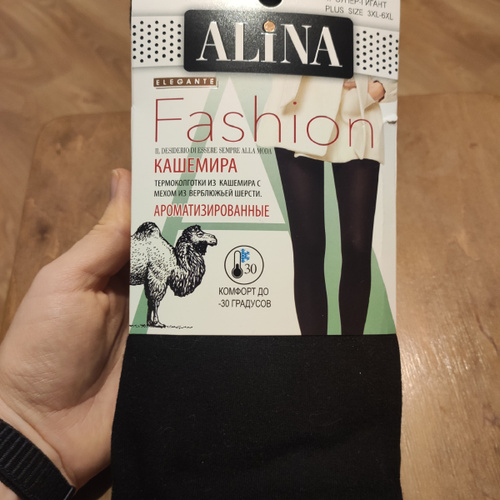 СУПЕР-ГИГАНТ
PLUS SIZE 3XL-6XL
ALiNA
ELEGANTE
Fashion
IL DESIDERIO DI ESSERE SEMPRE ALLA MODA
КАШЕМИРА
ТЕРМОКОЛГОТКИ ИЗ КАШЕМИРА С
МЕХОМ ИЗ ВЕРБЛЮЖЬЕЙ ШЕРСТИ.
АРОМАТИЗИРОВАННЫЕ
30
КОМФОРТ ДО
-30 ГРАДУСОВ